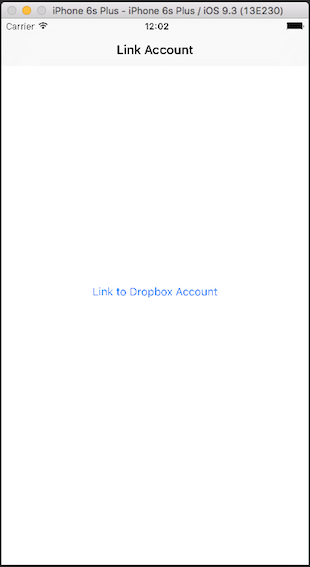 iPhone 6s Plus - iPhone 6s Plus / iOS 9.3 (13E230)
Carrier 12:02
Link Account
Link to Dropbox Account